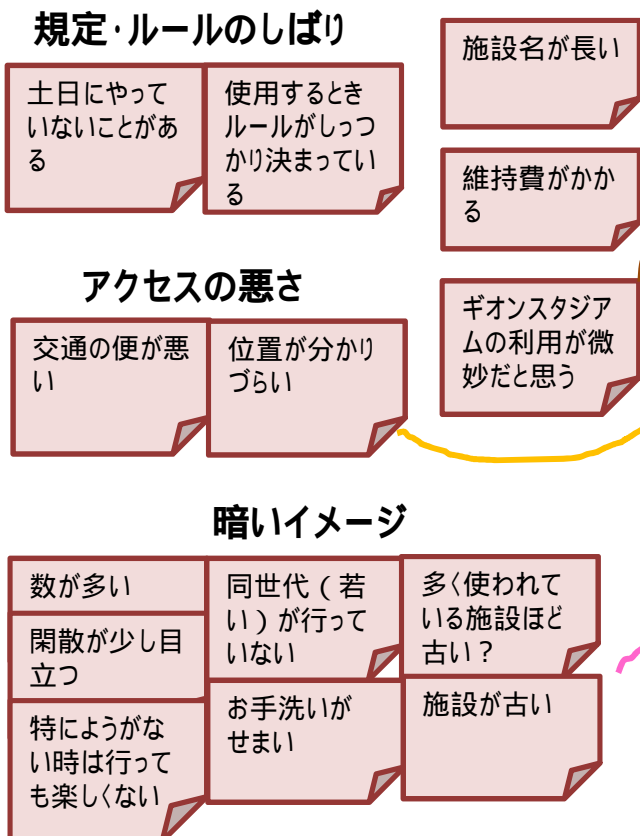 規定・ルールのしばり
土日にやって
いないことがあ
る
使用するとき
ルールがしっつ
かり決まってい
る
施設名が長い
維持費がかか
る
ギオンスタジア
ムの利用が微
妙だと思う
アクセスの悪さ
交通の便が悪
い
位置が分かり
づらい
暗いイメージ
数が多い
閑散が少し目
立つ
特にようがな
い時は行って
も楽しくない
同世代(若
い)が行って
いない
お手洗いが
せまい
多く使われて
いる施設ほど
古い?
施設が古い